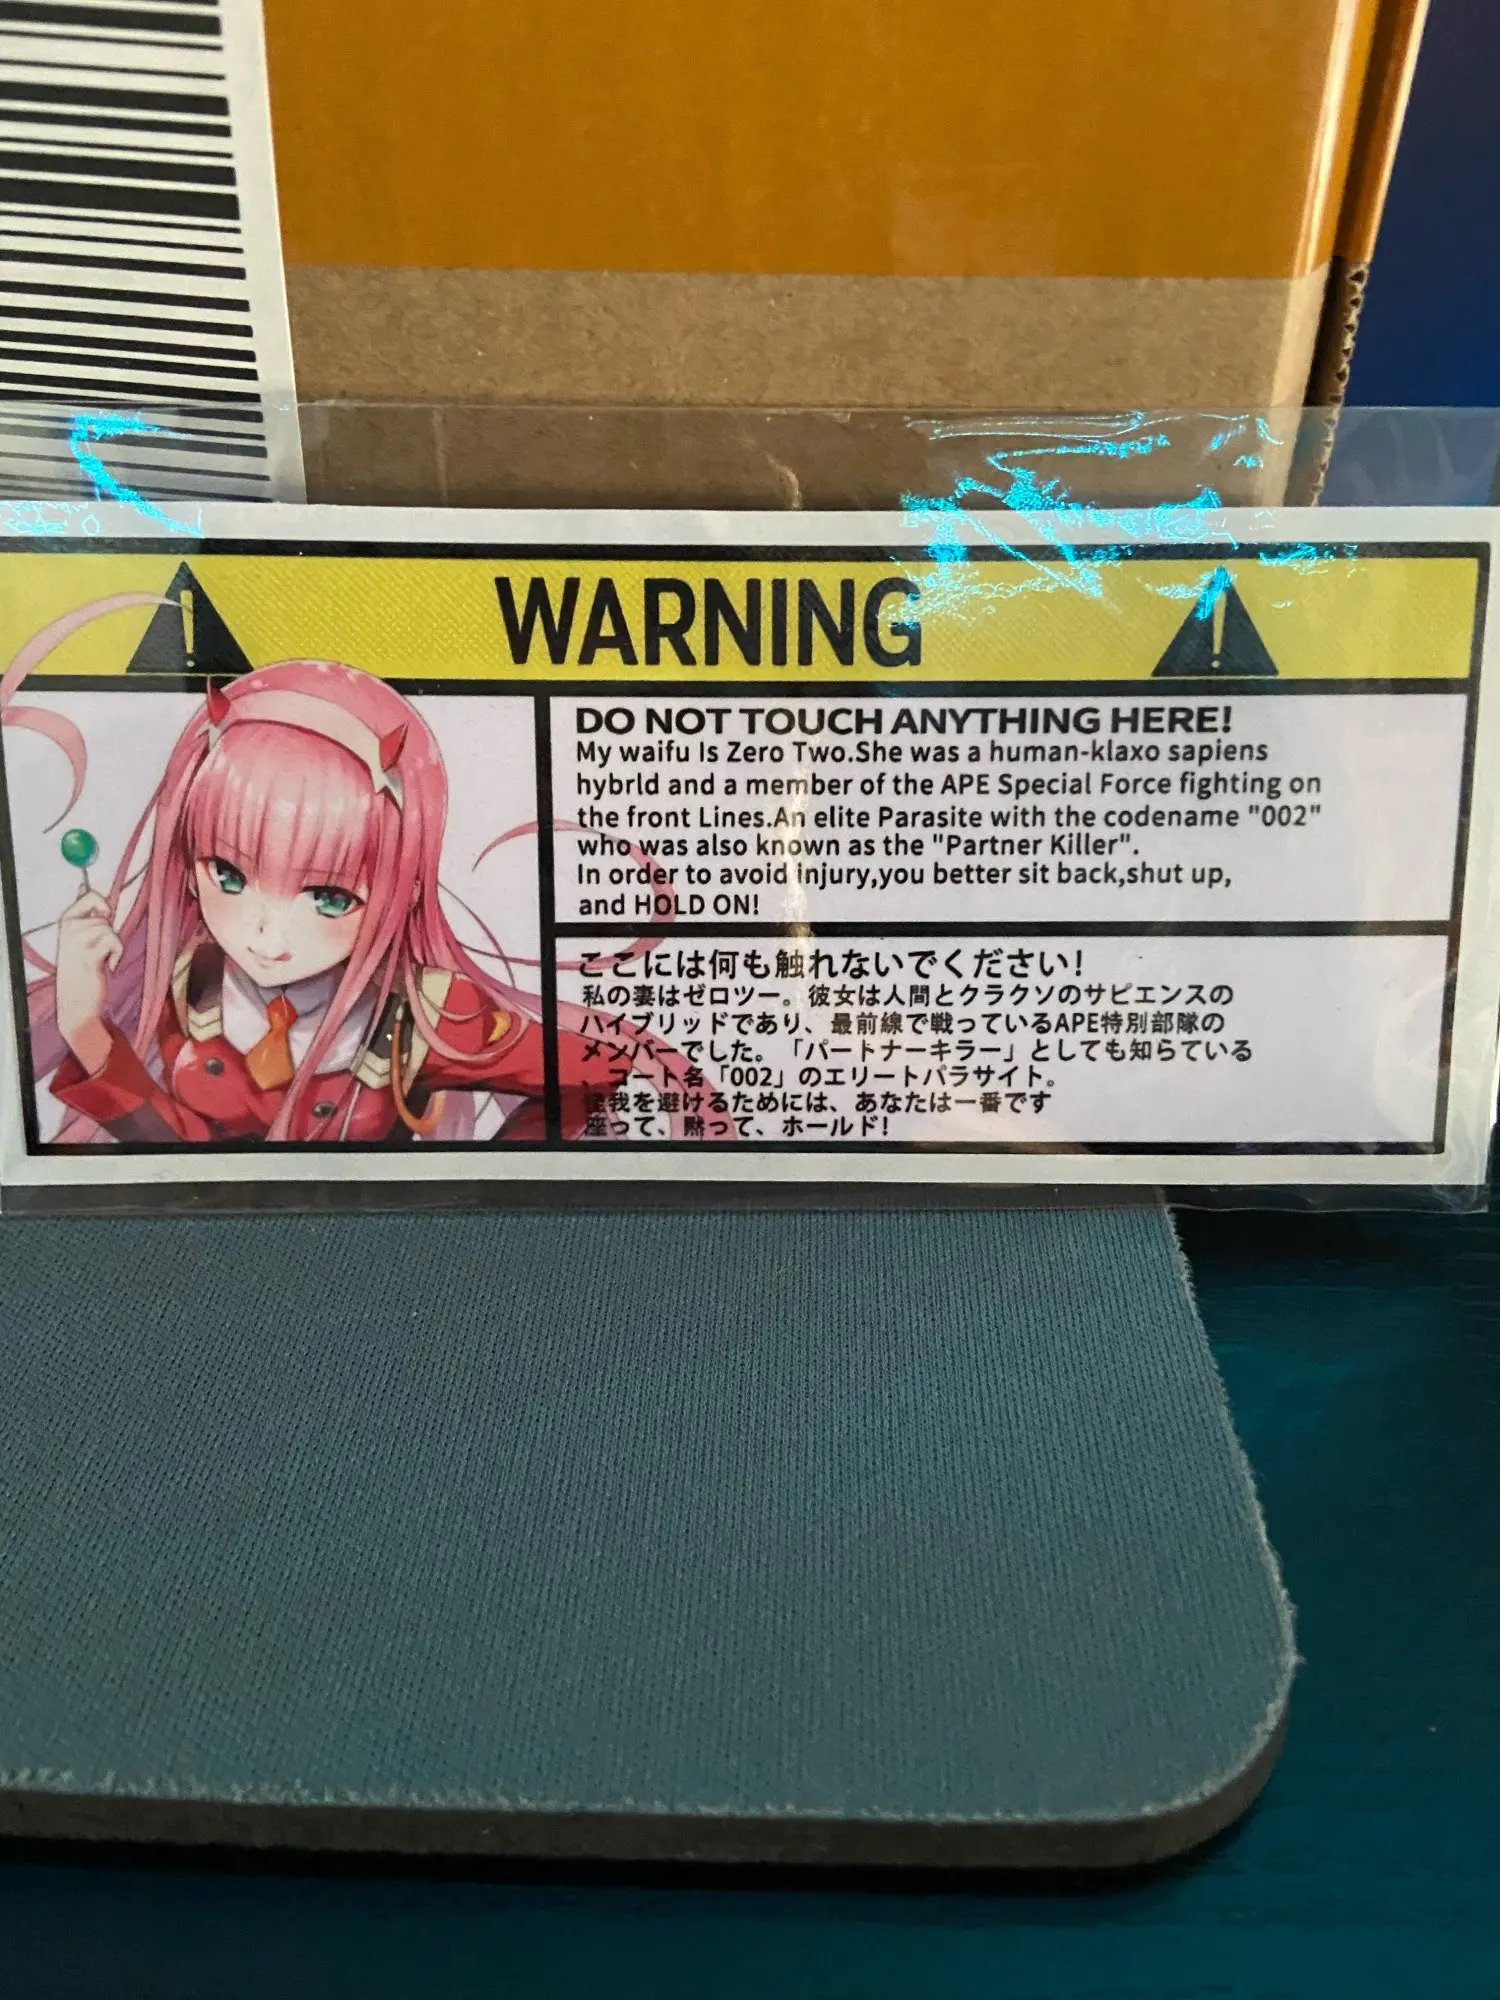 WARNING
DO NOT TOUCH ANYTHING HERE!
My waifu Is Zero Two.She was a human-klaxo sapiens
hybrld and a member of the APE Special Force fighting on
the front Lines.An elite Parasite with the codename "002"
who was also known as the "Partner Killer".
In order to avoid injury,you better sit back,shut up,
and HOLD ON!
ここには何も触れないでください!
私の妻はゼロツー。彼女は人間とクラクソのサピエンスの
ハイブリッドであり、最前線で戦っているAPE特別部隊の
メンバーでした。「パートナーキラー」としても知らている
、コート名「002」のエリートパラサイト。
怪我を避けるためには、あなたは一番です
座って、黙って、ホールド!